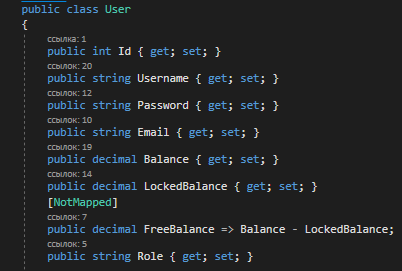 public class User
{
ссылка: 1
public int Id { get; set; }
ссылок: 20
public string Username { get; set; }
ссылок: 12
public string Password { get; set; }
ссылок: 10
public string Email { get; set; }
ссылок: 19
public decimal Balance { get; set; }
ссылок: 14
public decimal LockedBalance { get; set; }
[NotMapped]
ссылок: 7
public decimal FreeBalance => Balance - LockedBalance;
ссылок: 5
public string Role { get; set; }